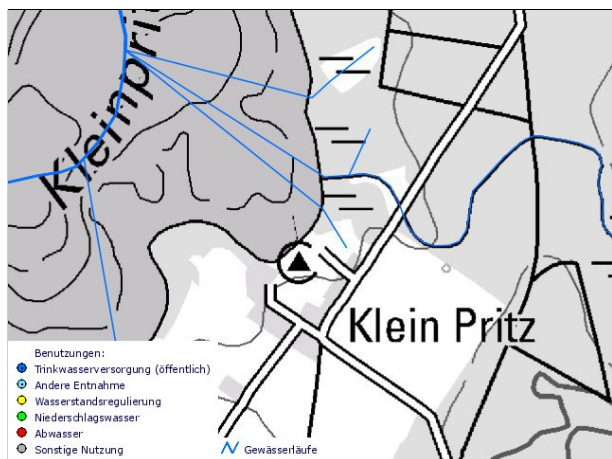 Kleinpri
Klein Pritz
Benutzungen:
Trinkwasserversorgung (öffentlich)
Andere Entnahme
Wasserstandsregulierung
Niederschlagswasser
Abwasser
Sonstige Nutzung
Gewässerläufe